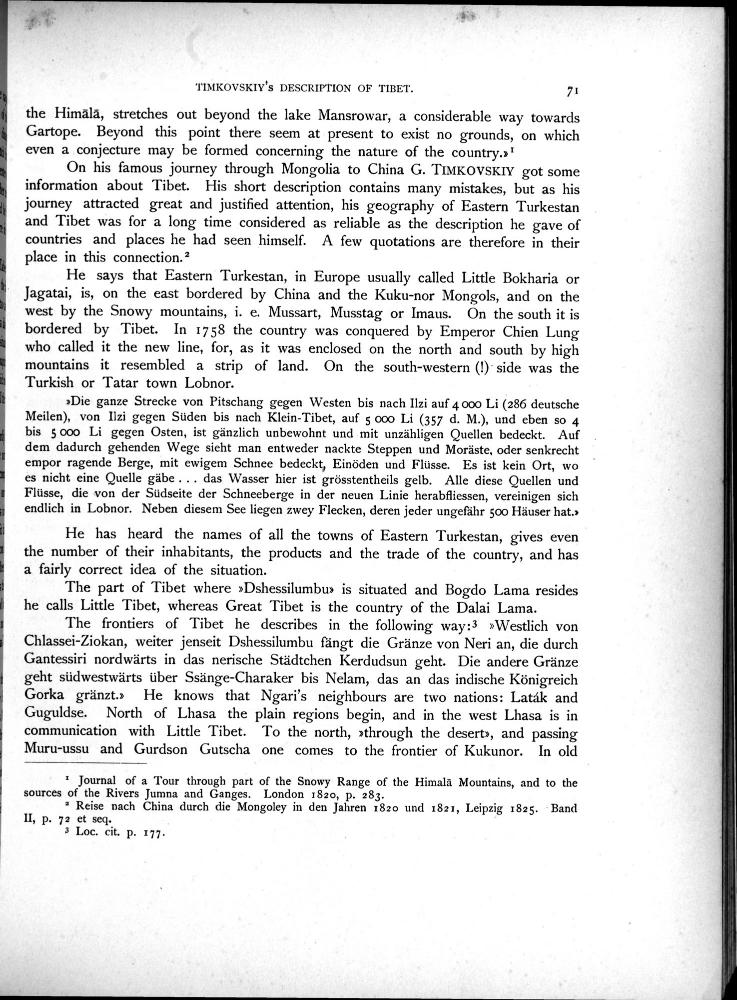 TIMKOVSKIY'S DESCRIPTION OF TIBET.
71
the Himālā, stretches out beyond the lake Mansrowar, a considerable way towards
Gartope. Beyond this point there seem at present to exist no grounds, on which
even a conjecture may be formed concerning the nature of the country.»¹
On his famous journey through Mongolia to China G. TIMKOVSKIY got some
information about Tibet. His short description contains many mistakes, but as his
journey attracted great and justified attention, his geography of Eastern Turkestan
and Tibet was for a long time considered as reliable as the description he gave of
countries and places he had seen himself. A few quotations are therefore in their
place in this connection.²
He says that Eastern Turkestan, in Europe usually called Little Bokharia or
Jagatai, is, on the east bordered by China and the Kuku-nor Mongols, and on the
west by the Snowy mountains, i. e. Mussart, Musstag or Imaus. On the south it is
bordered by Tibet. In 1758 the country was conquered by Emperor Chien Lung
who called it the new line, for, as it was enclosed on the north and south by high
mountains it resembled a strip of land. On the south-western (!) side was the
Turkish or Tatar town Lobnor.
»Die ganze Strecke von Pitschang gegen Westen bis nach Ilzi auf 4 000 Li (286 deutsche
Meilen), von Ilzi gegen Süden bis nach Klein-Tibet, auf 5 000 Li (357 d. M.), und eben so 4
bis 5 000 Li gegen Osten, ist gänzlich unbewohnt und mit unzähligen Quellen bedeckt. Auf
dem dadurch gehenden Wege sieht man entweder nackte Steppen und Moräste, oder senkrecht
empor ragende Berge, mit ewigem Schnee bedeckt, Einöden und Flüsse. Es ist kein Ort, wo
es nicht eine Quelle gäbe . . . das Wasser hier ist grösstentheils gelb. Alle diese Quellen und
Flüsse, die von der Südseite der Schneeberge in der neuen Linie herabfliessen, vereinigen sich
endlich in Lobnor. Neben diesem See liegen zwey Flecken, deren jeder ungefähr 500 Häuser hat.»
He has heard the names of all the towns of Eastern Turkestan, gives even
the number of their inhabitants, the products and the trade of the country, and has
a fairly correct idea of the situation.
The part of Tibet where »Dshessilumbu» is situated and Bogdo Lama resides
he calls Little Tibet, whereas Great Tibet is the country of the Dalai Lama.
The frontiers of Tibet he describes in the following way:³ »Westlich von
Chlassei-Ziokan, weiter jenseit Dshessilumbu fängt die Gränze von Neri an, die durch
Gantessiri nordwärts in das nerische Städtchen Kerdudsun geht. Die andere Gränze
geht südwestwärts über Ssänge-Charaker bis Nelam, das an das indische Königreich
Gorka gränzt.» He knows that Ngari's neighbours are two nations: Laták and
Guguldse. North of Lhasa the plain regions begin, and in the west Lhasa is in
communication with Little Tibet. To the north, »through the desert», and passing
Muru-ussu and Gurdson Gutscha one comes to the frontier of Kukunor. In old
¹ Journal of a Tour through part of the Snowy Range of the Himalā Mountains, and to the
sources of the Rivers Jumna and Ganges. London 1820, p. 283.
² Reise nach China durch die Mongoley in den Jahren 1820 und 1821, Leipzig 1825. Band
II, p. 72 et seq.
³ Loc. cit. p. 177.